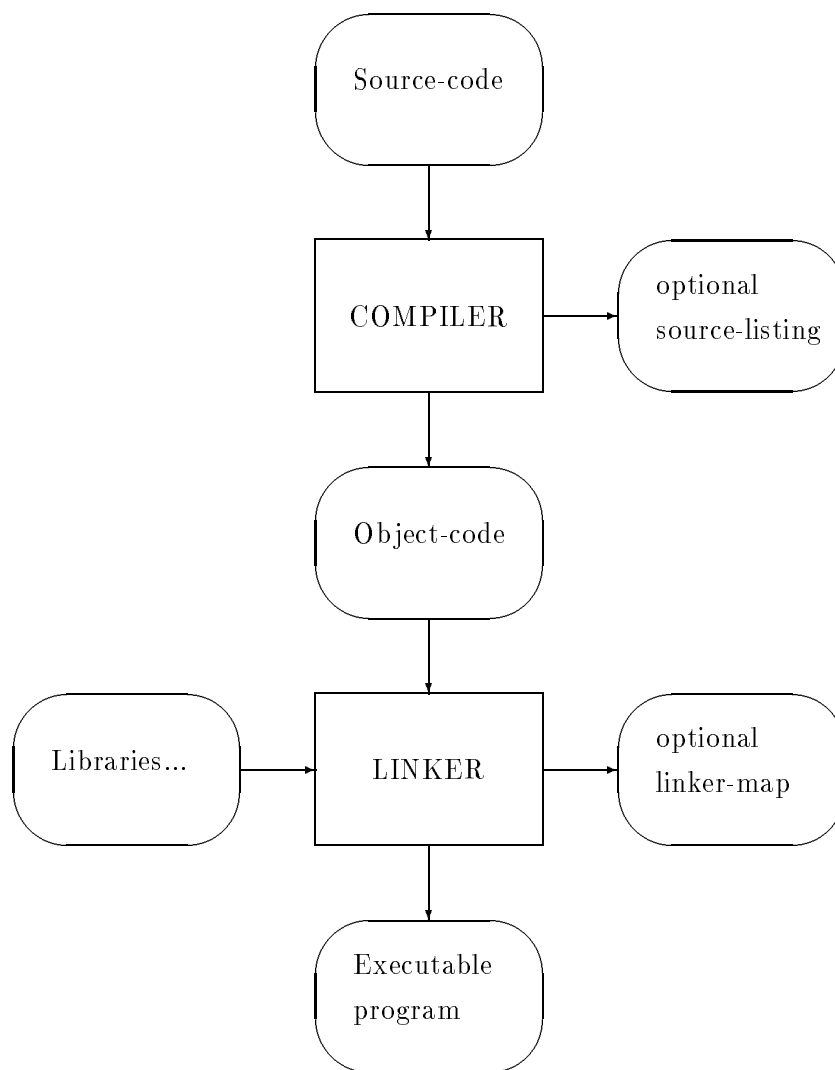 Source-code
COMPILER
optional
source-listing
Object-code
Libraries...
LINKER
optional
linker-map
Executable
program